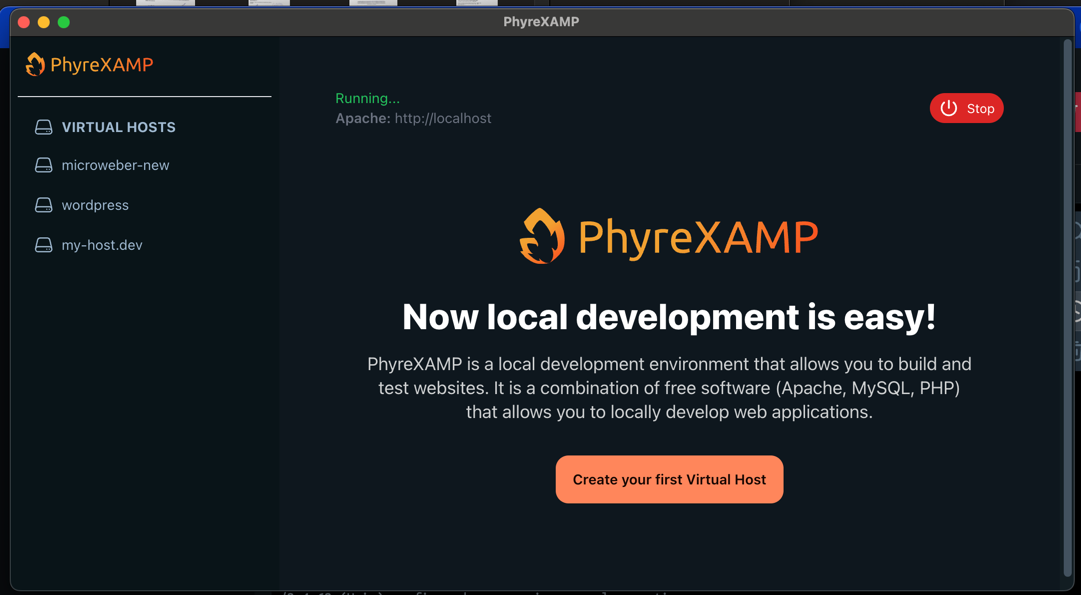 PhyreXAMP
PhyreXAMP
VIRTUAL HOSTS
microweber-new
wordpress
my-host.dev
Running...
Apache: http://localhost
Stop
PhyreXAMP
Now local development is easy!
PhyreXAMP is a local development environment that allows you to build and
test websites. It is a combination of free software (Apache, MySQL, PHP)
that allows you to locally develop web applications.
Create your first Virtual Host